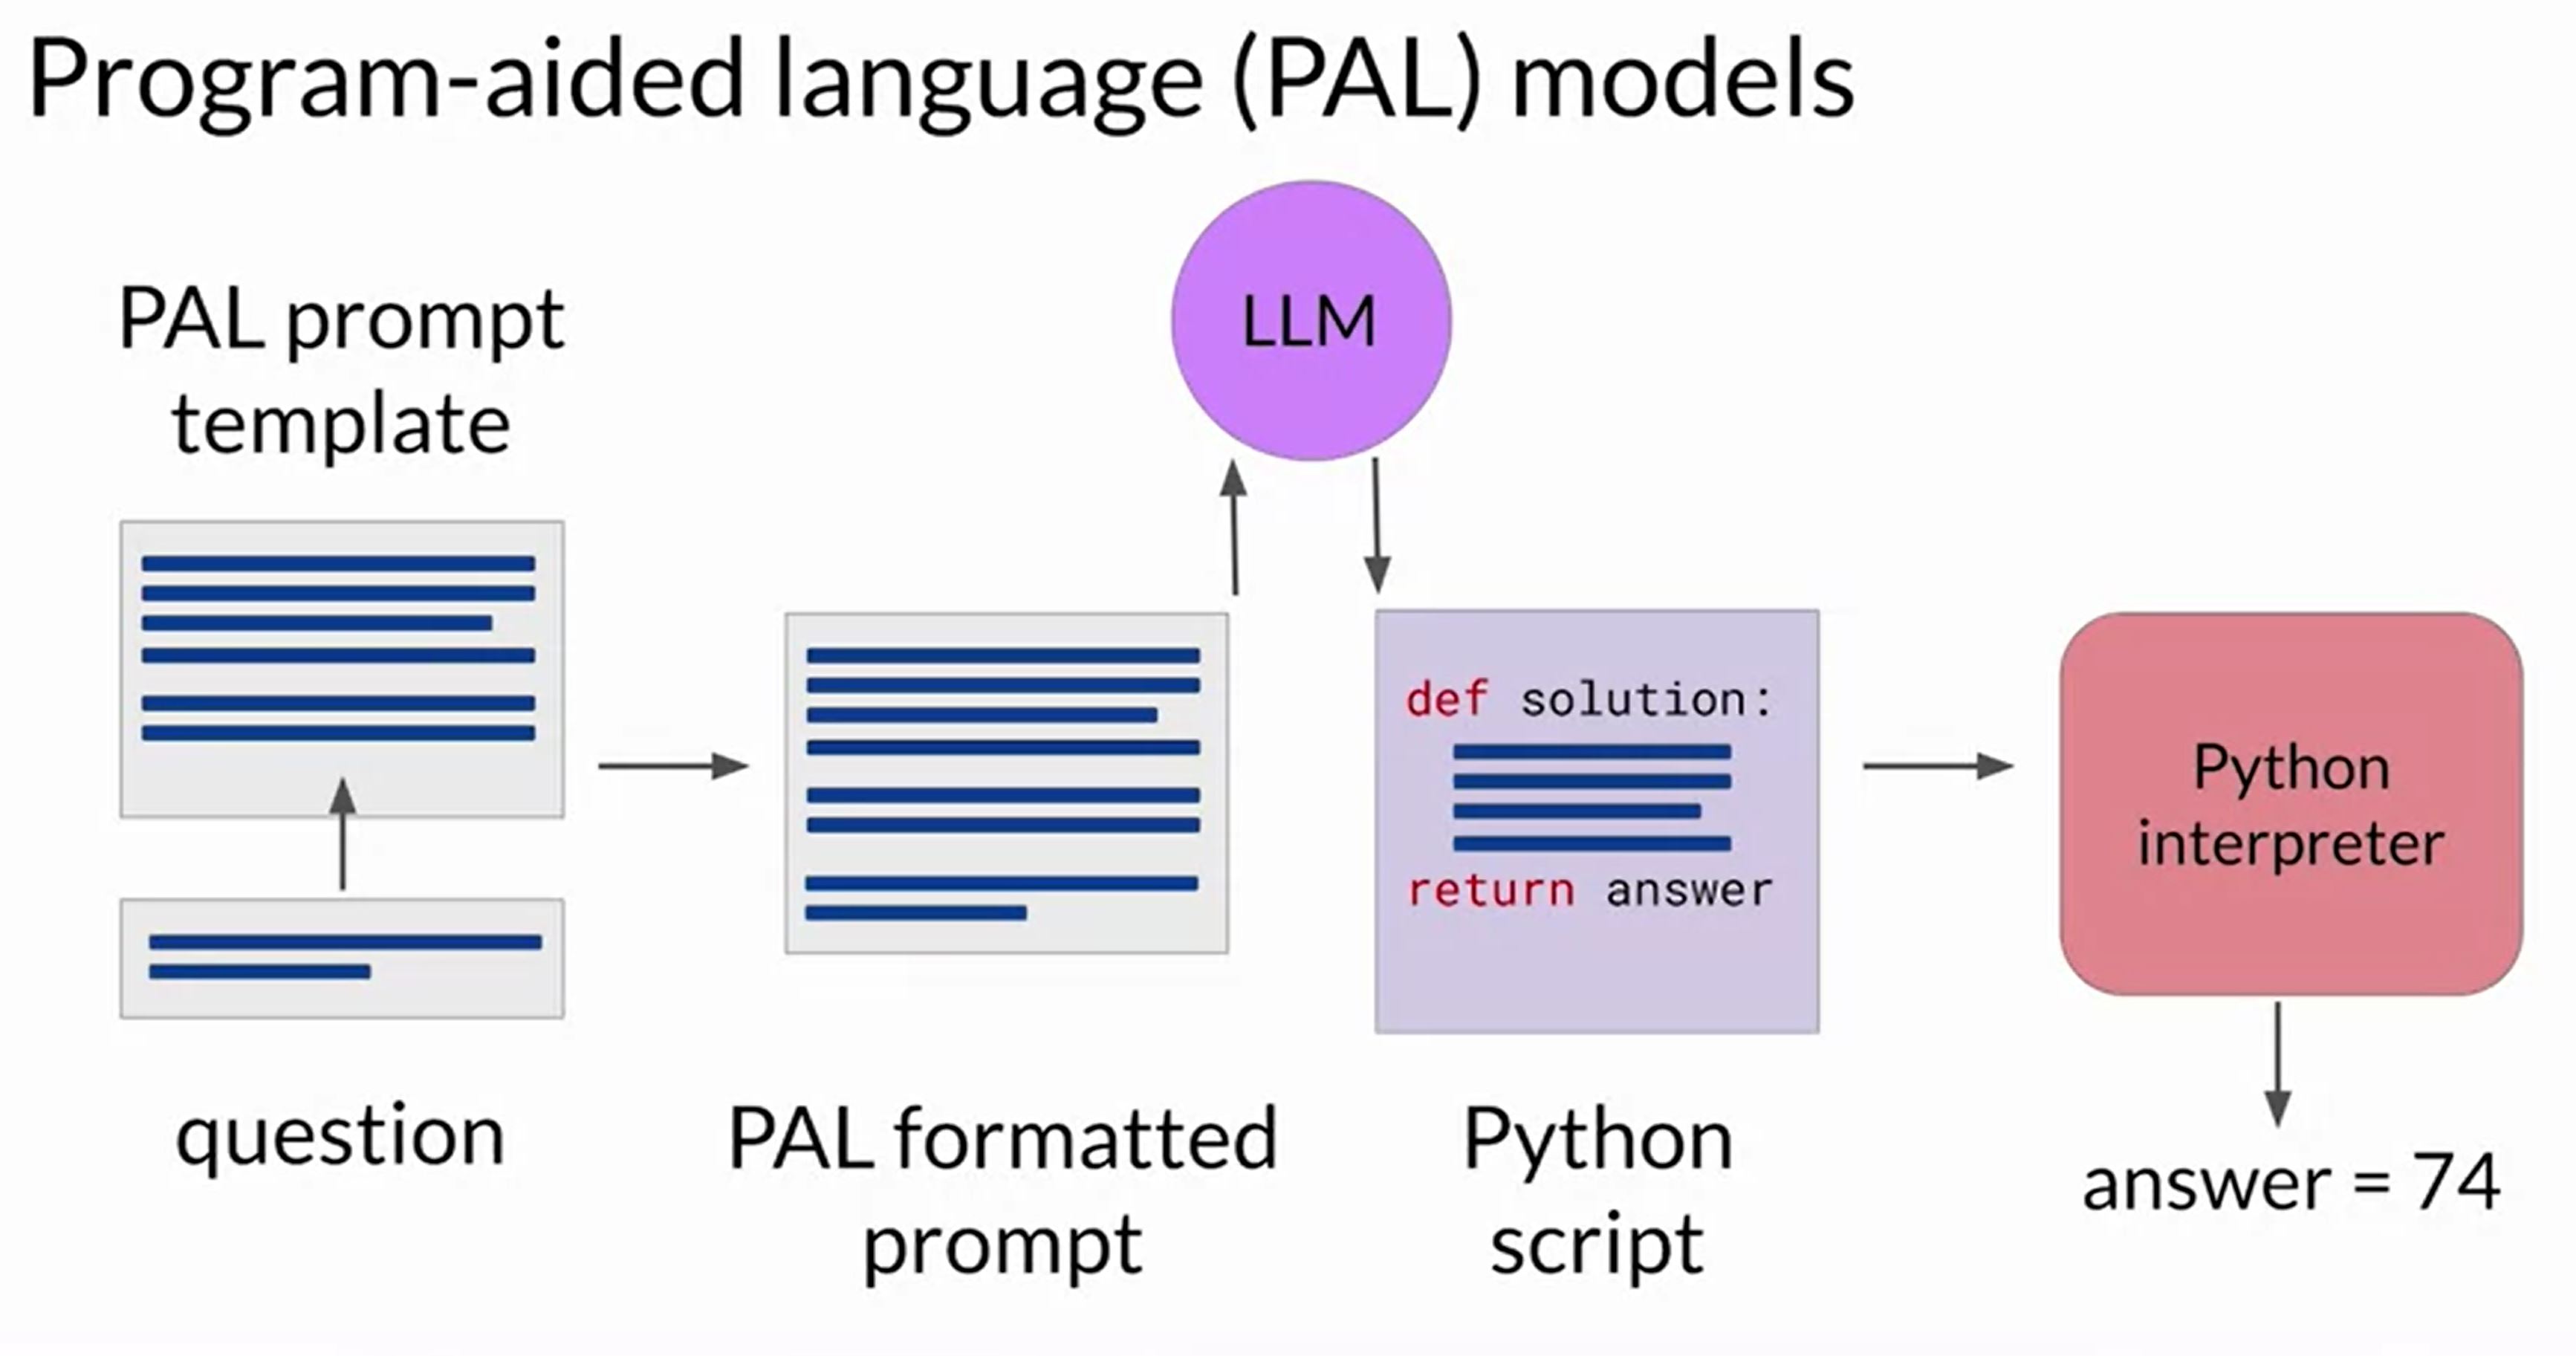 Program-aided language (PAL) models
LLM
PAL prompt
template
def solution:
return answer
Python
interpreter
question
PAL formatted
prompt
Python
script
answer = 74